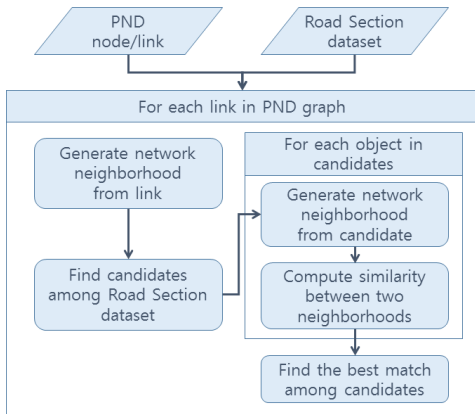 PND
node/link
Road Section
dataset
For each link in PND graph
Generate network
neighborhood
from link
Find candidates
among Road Section
dataset
For each object in
candidates
Generate network
neighborhood
from candidate
Compute similarity
between two
neighborhoods
Find the best match
among candidates